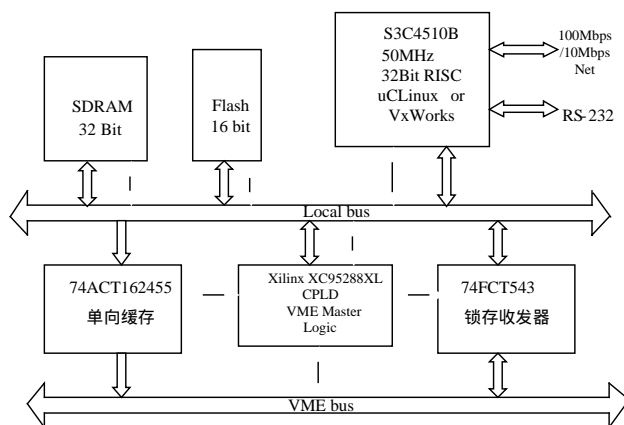 S3C4510B
50MHz
32Bit RISC
uCLinux or
VxWorks
100Mbps
/10Mbps
Net
RS-232
SDRAM
32 Bit
Flash
16 bit
Local bus
74ACT162455
单向缓存
Xilinx XC95288XL
CPLD
VME Master
Logic
74FCT543
锁存收发器
VME bus